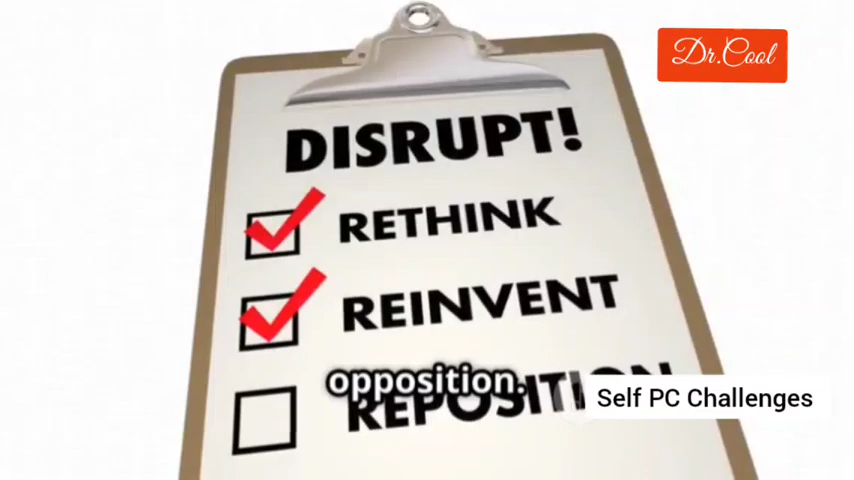 Dr.Cool
DISRUPT!
RETHINK
REINVENT
opposition.
REPOSITION
Self PC Challenges